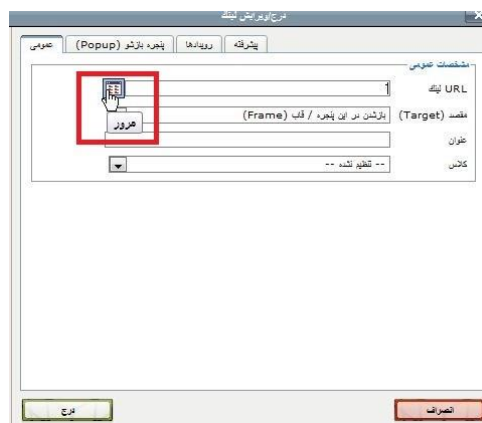 درج/ویرایش لینک
عمومی
پنجره بازشو (Popup)
رویدادها
پیشرفته
مشخصات عمومی
URL لینک
1
مرور
مقصد (Target)
بازشدن در این پنجره / قاب (Frame)
عنوان
کلاس
-- تنظیم نشده --
انصراف
درج